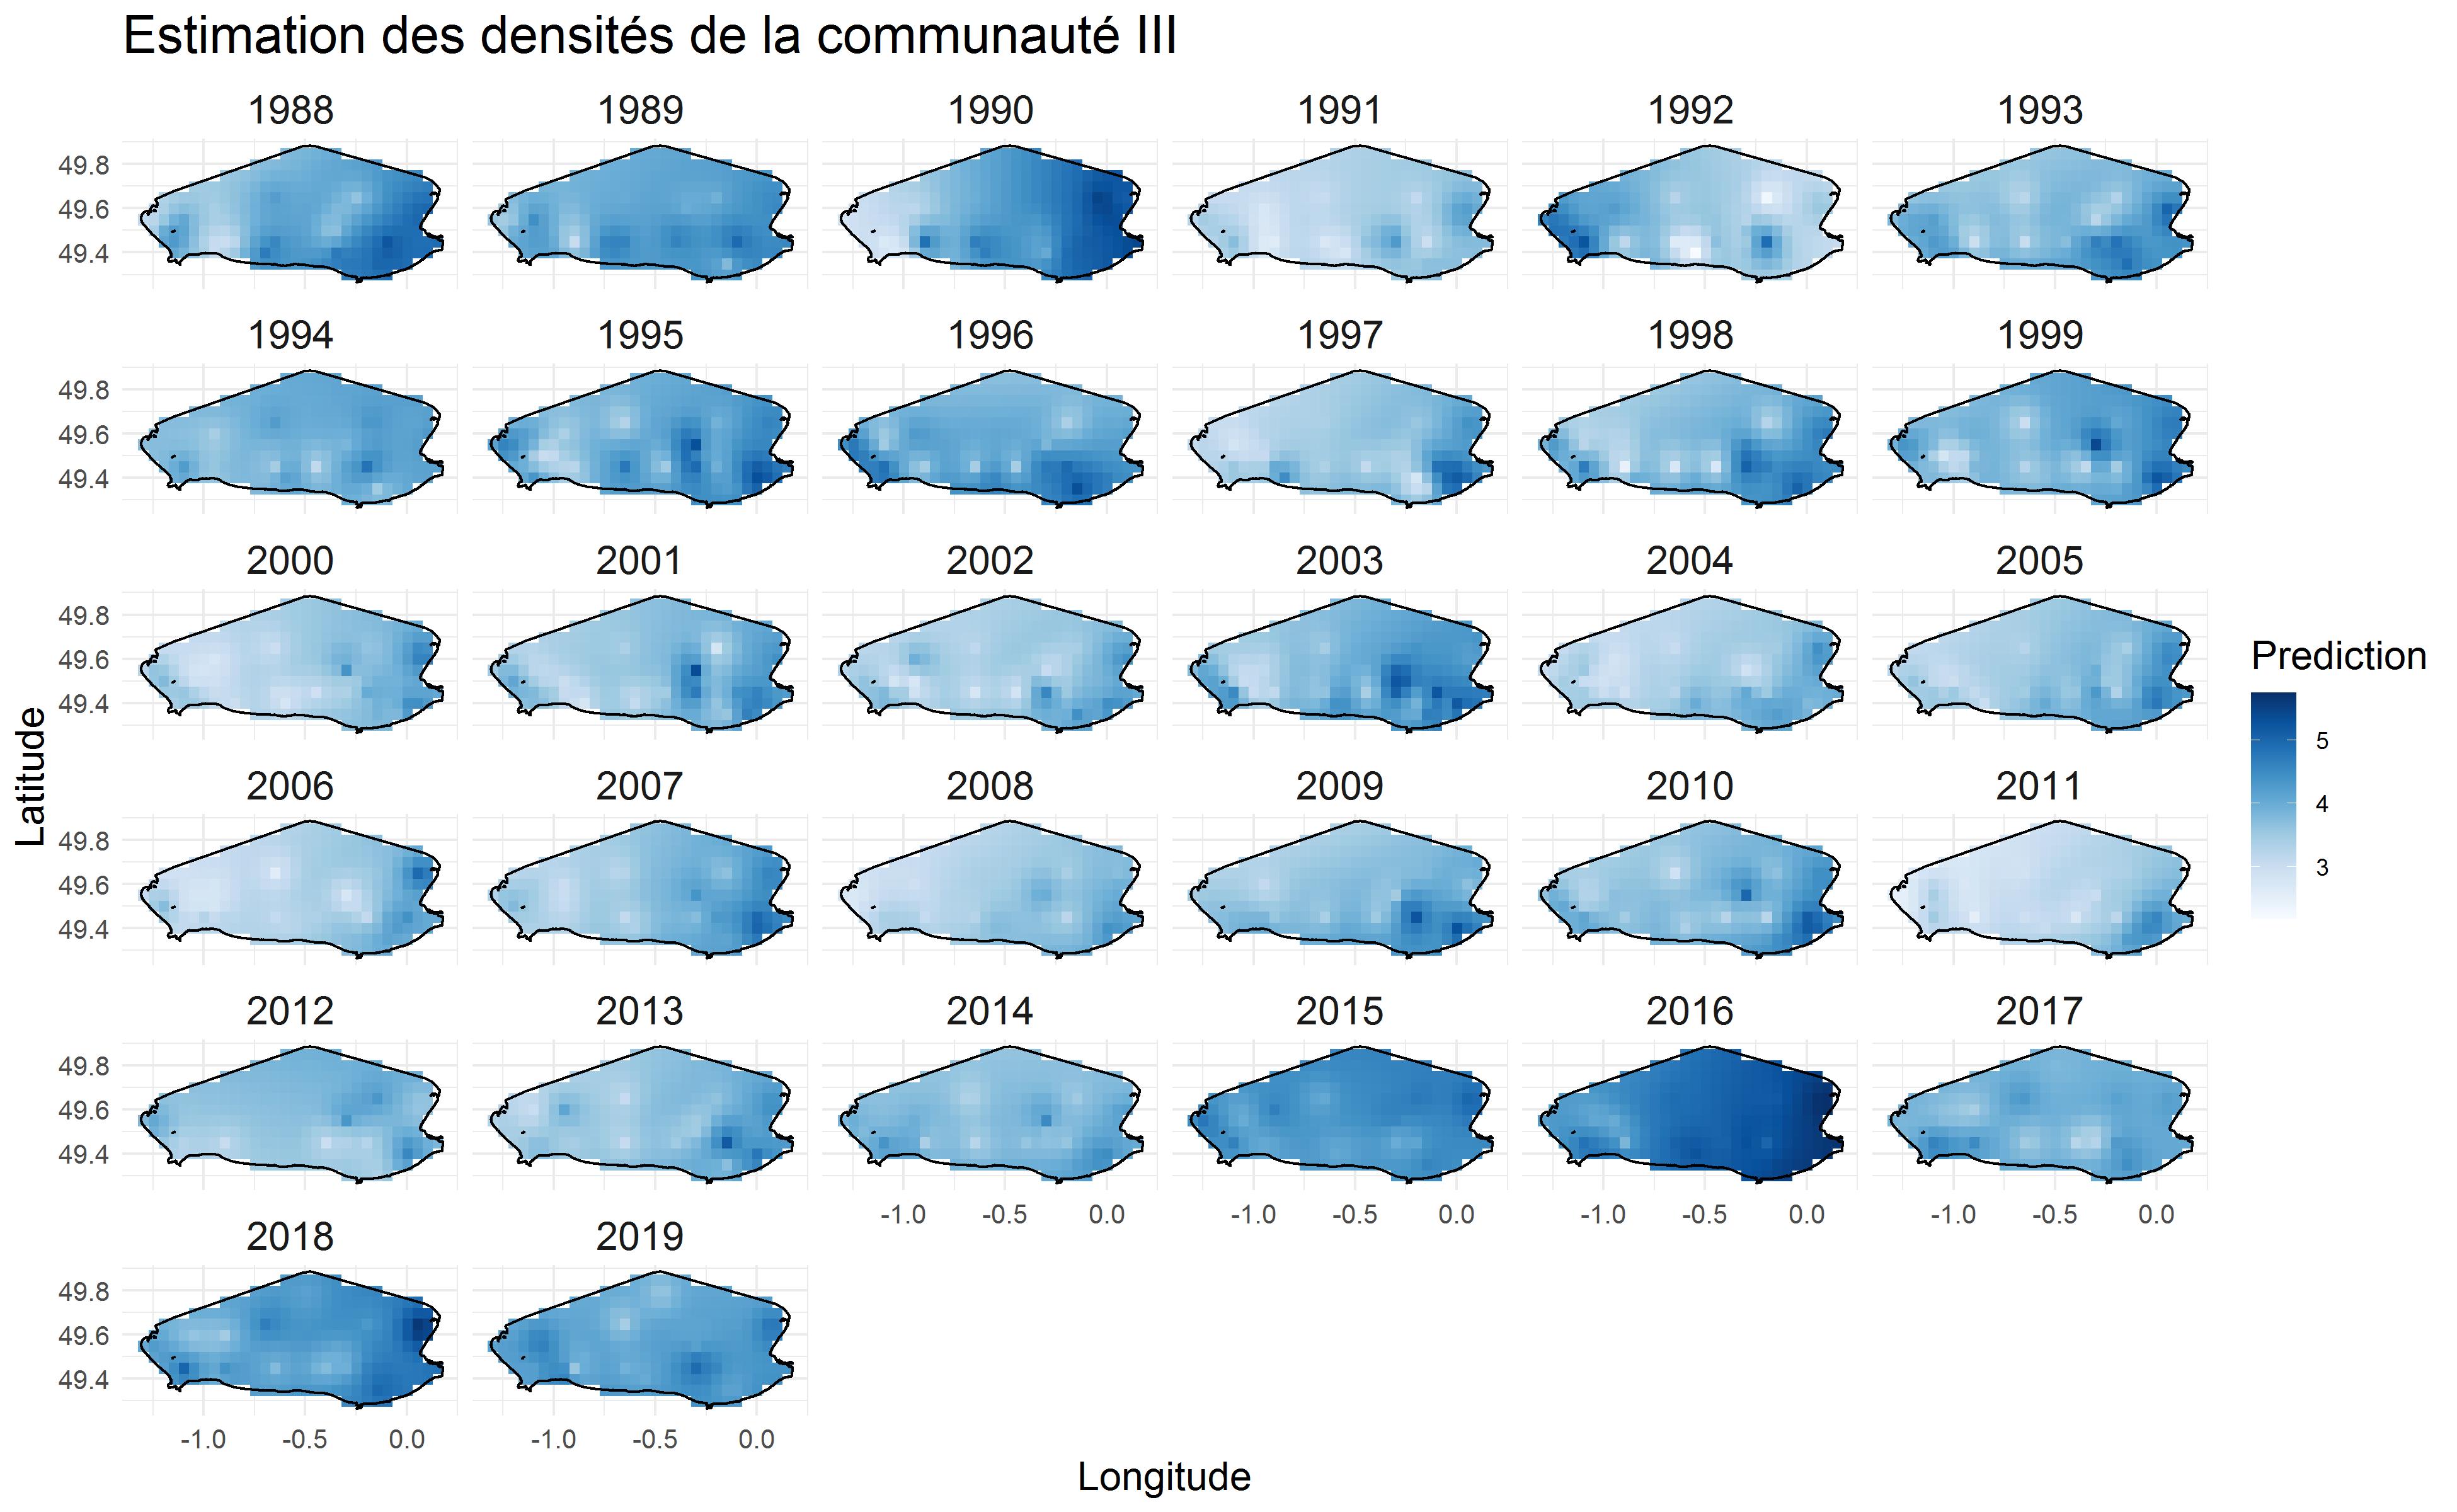 Estimation des densités de la communauté III
1988 1989 1990 1991 1992 1993
49.8
49.6
49.4
1994 1995 1996 1997 1998 1999
49.8
49.6
49.4
2000 2001 2002 2003 2004 2005
49.8
49.6
49.4
2006 2007 2008 2009 2010 2011
49.8
49.6
49.4
2012 2013 2014 2015 2016 2017
49.8
49.6
49.4
-1.0 -0.5 0.0 -1.0 -0.5 0.0 -1.0 -0.5 0.0 -1.0 -0.5 0.0
2018 2019
49.8
49.6
49.4
-1.0 -0.5 0.0 -1.0 -0.5 0.0
Longitude
Latitude
Prediction
5
4
3